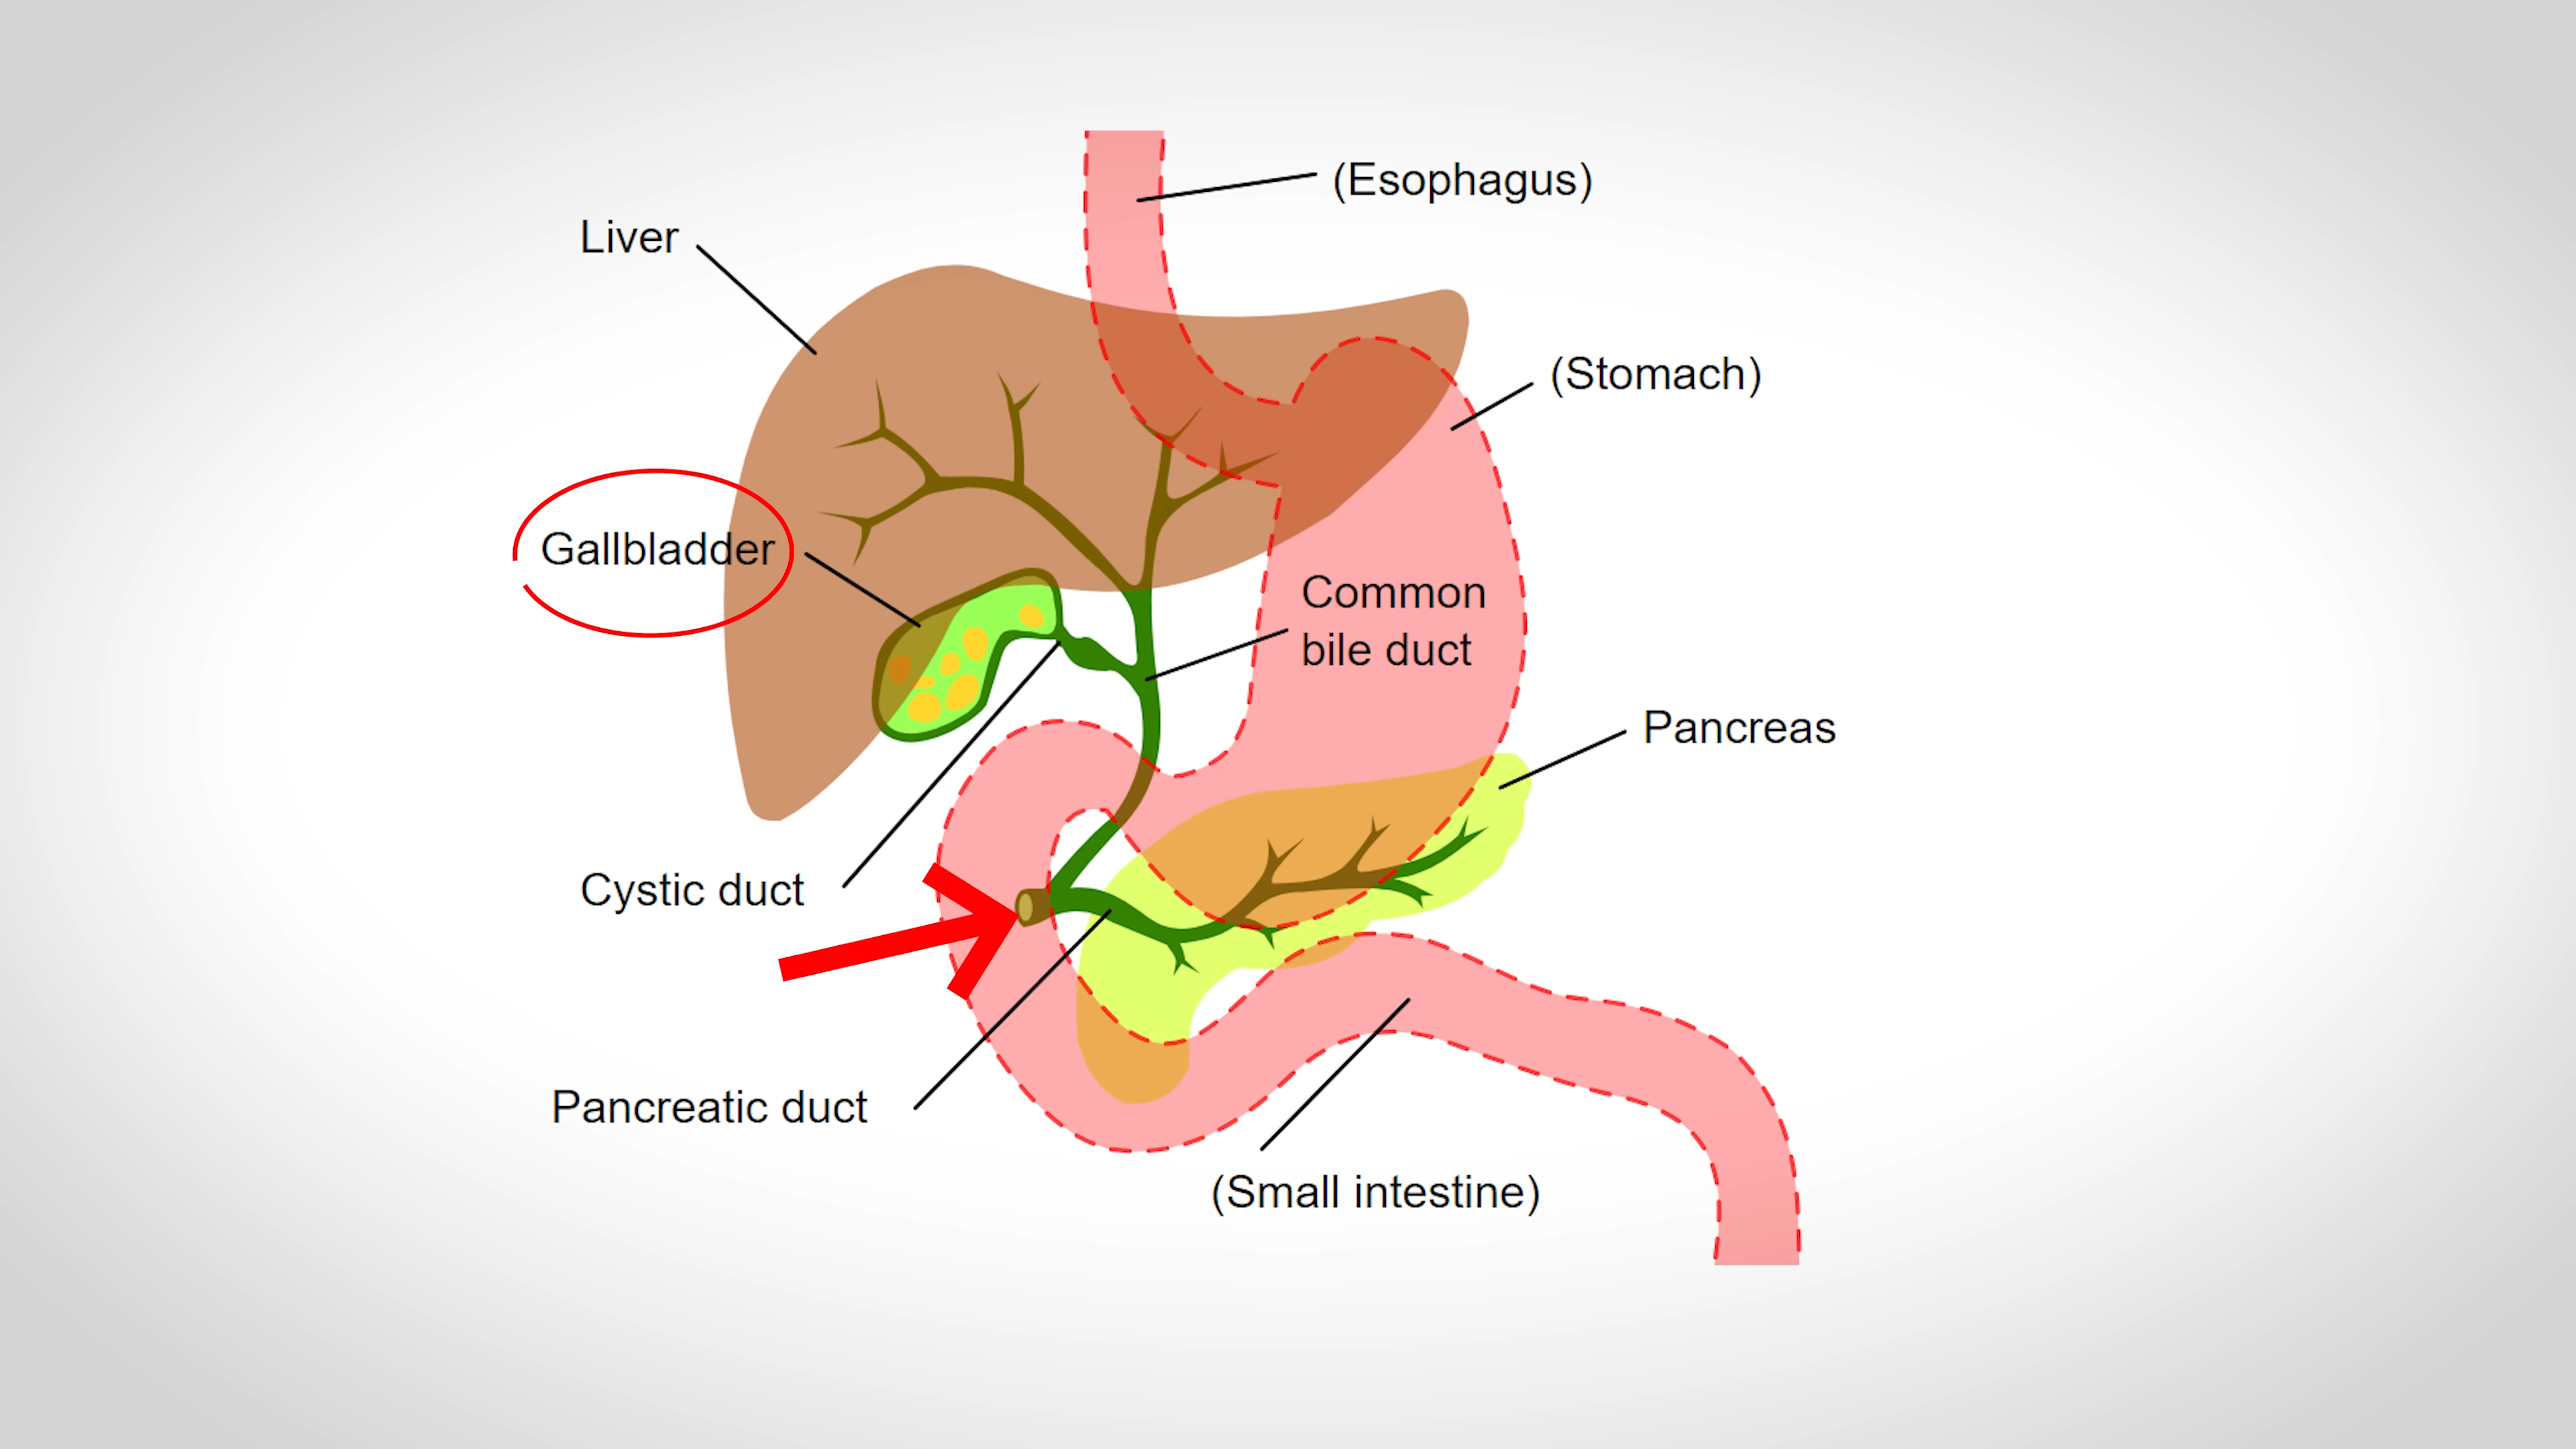 (Esophagus)
Liver
(Stomach)
Gallbladder
Common
bile duct
Pancreas
Cystic duct
Pancreatic duct
(Small intestine)